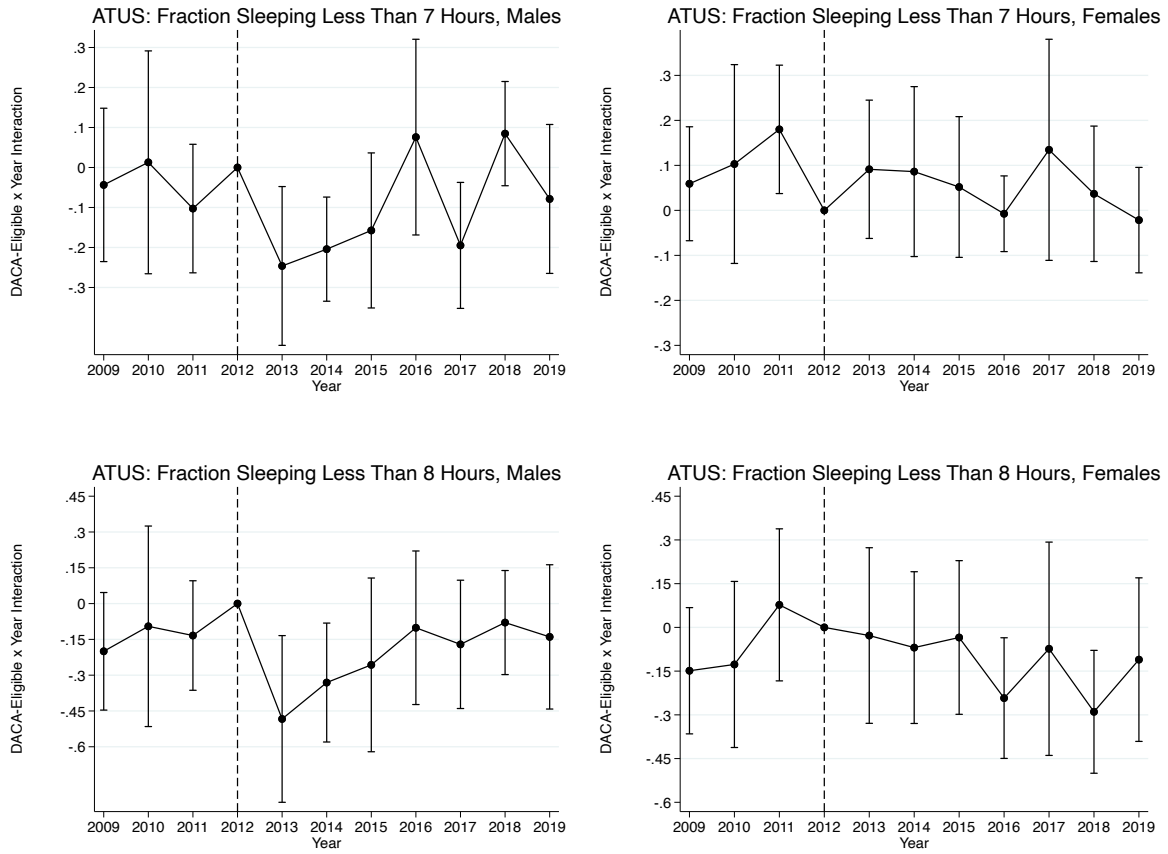 ATUS: Fraction Sleeping Less Than 7 Hours, Males
DACA-Eligible x Year Interaction
.3
.2
.1
0
-.1
-.2
-.3
2009 2010 2011 2012 2013 2014 2015 2016 2017 2018 2019
Year
ATUS: Fraction Sleeping Less Than 7 Hours, Females
DACA-Eligible x Year Interaction
.3
.2
.1
0
-.1
-.2
-.3
2009 2010 2011 2012 2013 2014 2015 2016 2017 2018 2019
Year
ATUS: Fraction Sleeping Less Than 8 Hours, Males
DACA-Eligible x Year Interaction
.45
.3
.15
0
-.15
-.3
-.45
-.6
2009 2010 2011 2012 2013 2014 2015 2016 2017 2018 2019
Year
ATUS: Fraction Sleeping Less Than 8 Hours, Females
DACA-Eligible x Year Interaction
.45
.3
.15
0
-.15
-.3
-.45
-.6
2009 2010 2011 2012 2013 2014 2015 2016 2017 2018 2019
Year